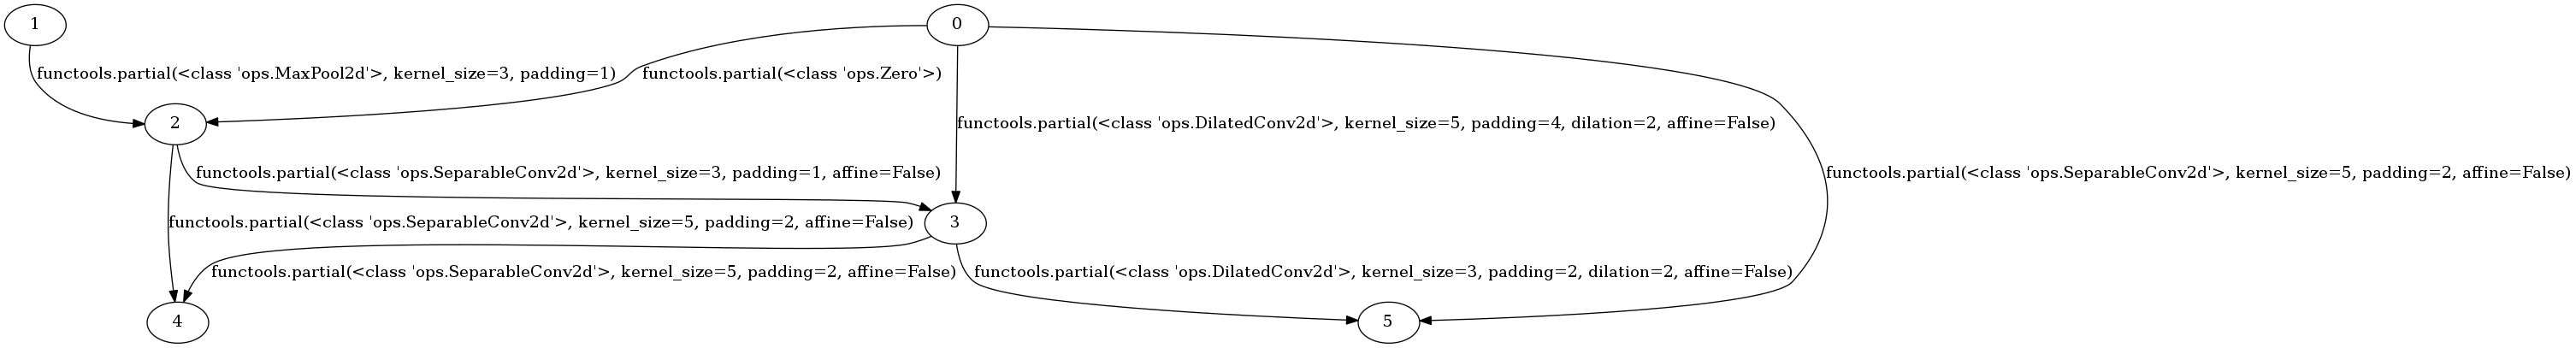 1
0
functools.partial(<class 'ops.MaxPool2d'>, kernel_size=3, padding=1)
functools.partial(<class 'ops.Zero'>)
2
functools.partial(<class 'ops.DilatedConv2d'>, kernel_size=5, padding=4, dilation=2, affine=False)
functools.partial(<class 'ops.SeparableConv2d'>, kernel_size=3, padding=1, affine=False)
functools.partial(<class 'ops.SeparableConv2d'>, kernel_size=5, padding=2, affine=False)
functools.partial(<class 'ops.SeparableConv2d'>, kernel_size=5, padding=2, affine=False)
3
functools.partial(<class 'ops.SeparableConv2d'>, kernel_size=5, padding=2, affine=False)
functools.partial(<class 'ops.DilatedConv2d'>, kernel_size=3, padding=2, dilation=2, affine=False)
4
5